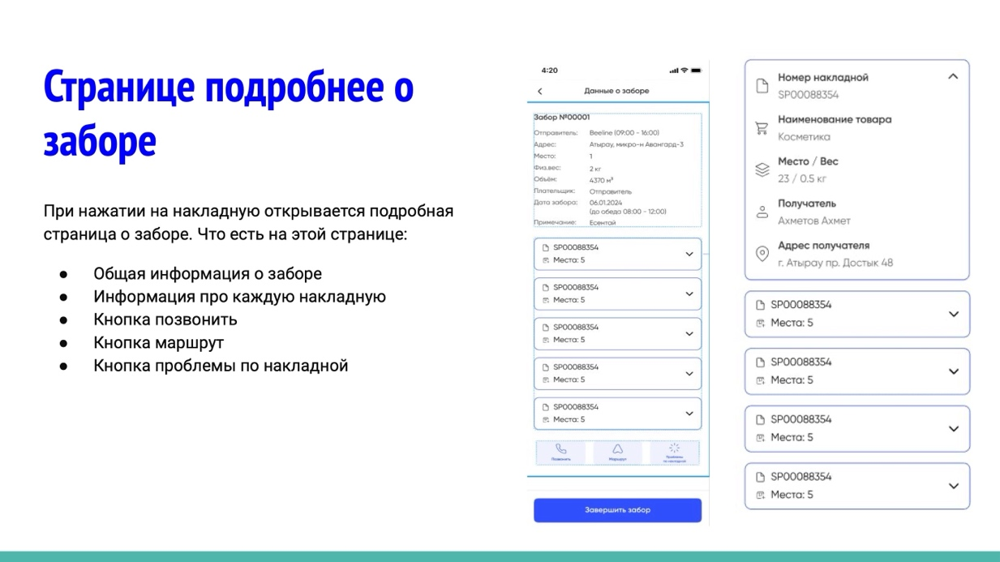 Странице подробнее о
заборе
При нажатии на накладную открывается подробная
страница о заборе. Что есть на этой странице:
● Общая информация о заборе
● Информация про каждую накладную
● Кнопка позвонить
● Кнопка маршрут
● Кнопка проблемы по накладной
4:20
Данные о заборе
Забор №00001
Отправитель: Beeline (09:00 - 16:00)
Адрес: Атырау, микро-н Авангард-3
Место: 1
Физ.вес: 2 кг
Объём: 4370 м³
Плательщик: Отправитель
Дата забора: 06.01.2024
(до обеда 08:00 - 12:00)
Примечание: Есентай
SP00088354
Места: 5
SP00088354
Места: 5
SP00088354
Места: 5
SP00088354
Места: 5
SP00088354
Места: 5
Позвонить
Маршрут
Проблемы
по накладной
Завершить забор
Номер накладной
SP00088354
Наименование товара
Косметика
Место / Вес
23 / 0.5 кг
Получатель
Ахметов Ахмет
Адрес получателя
г. Атырау пр. Достык 48
SP00088354
Места: 5
SP00088354
Места: 5
SP00088354
Места: 5
SP00088354
Места: 5